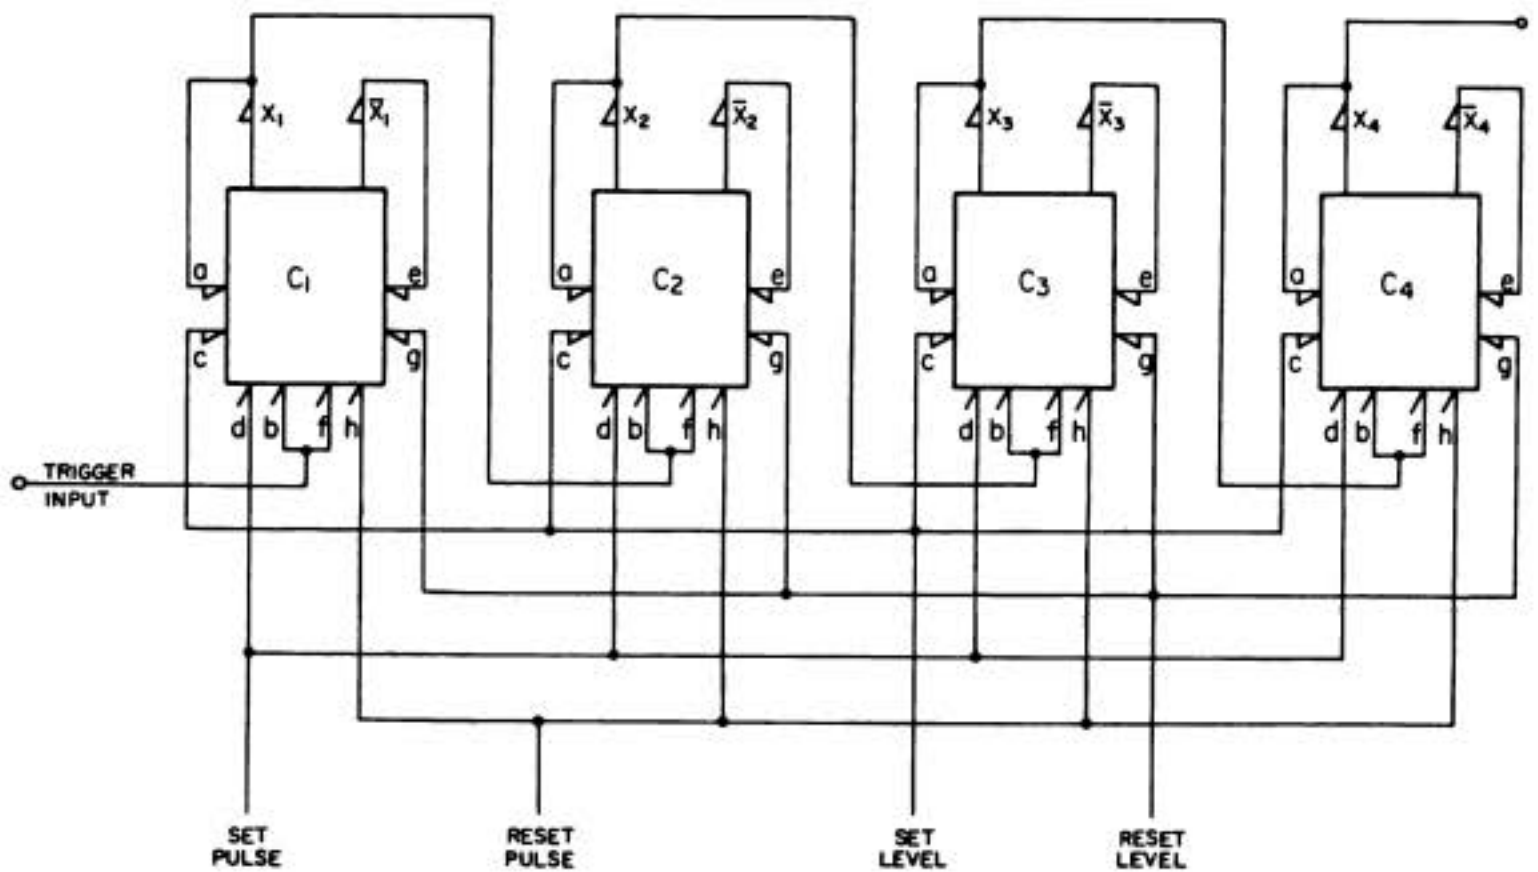 X₁ X̅₁ X₂ X̅₂ X₃ X̅₃ X₄ X̅₄
a C₁ e a C₂ e a C₃ e a C₄ e
c g c g c g c g
d b f h d b f h d b f h d b f h
TRIGGER
INPUT
SET
PULSE
RESET
PULSE
SET
LEVEL
RESET
LEVEL